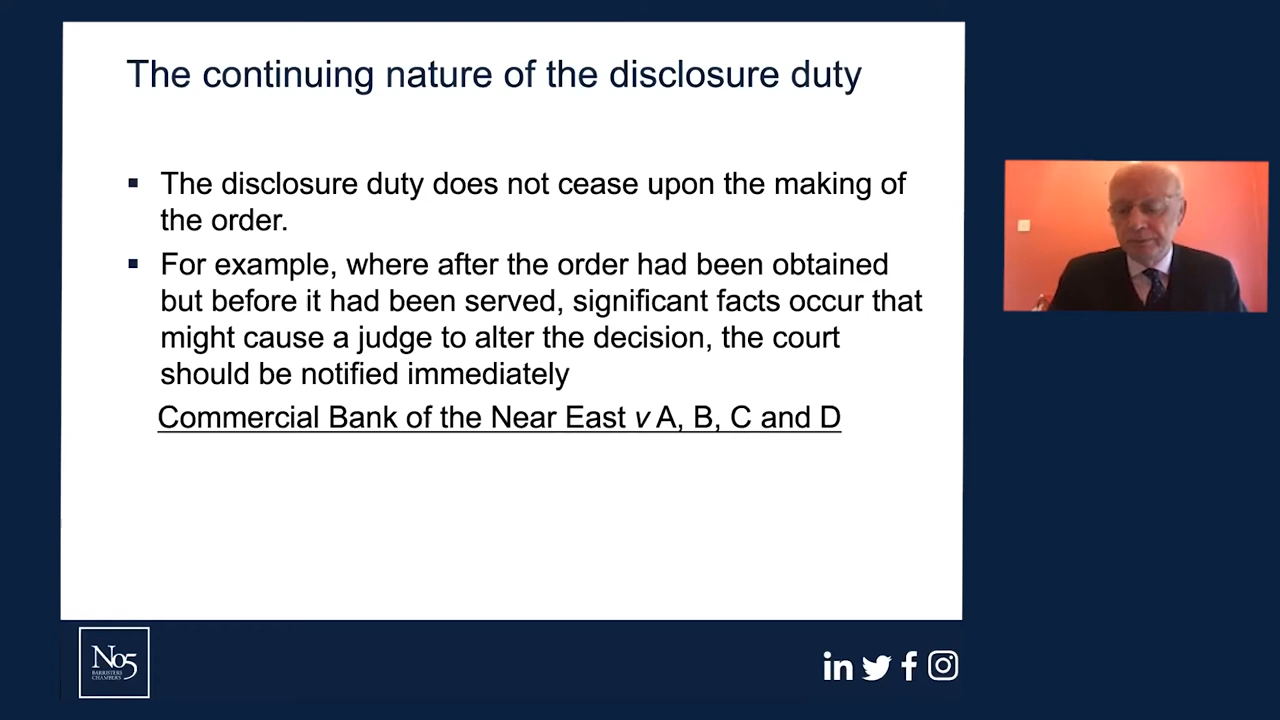 The continuing nature of the disclosure duty
▪ The disclosure duty does not cease upon the making of
the order.
▪ For example, where after the order had been obtained
but before it had been served, significant facts occur that
might cause a judge to alter the decision, the court
should be notified immediately
Commercial Bank of the Near East v A, B, C and D
No5
BARRISTERS
CHAMBERS